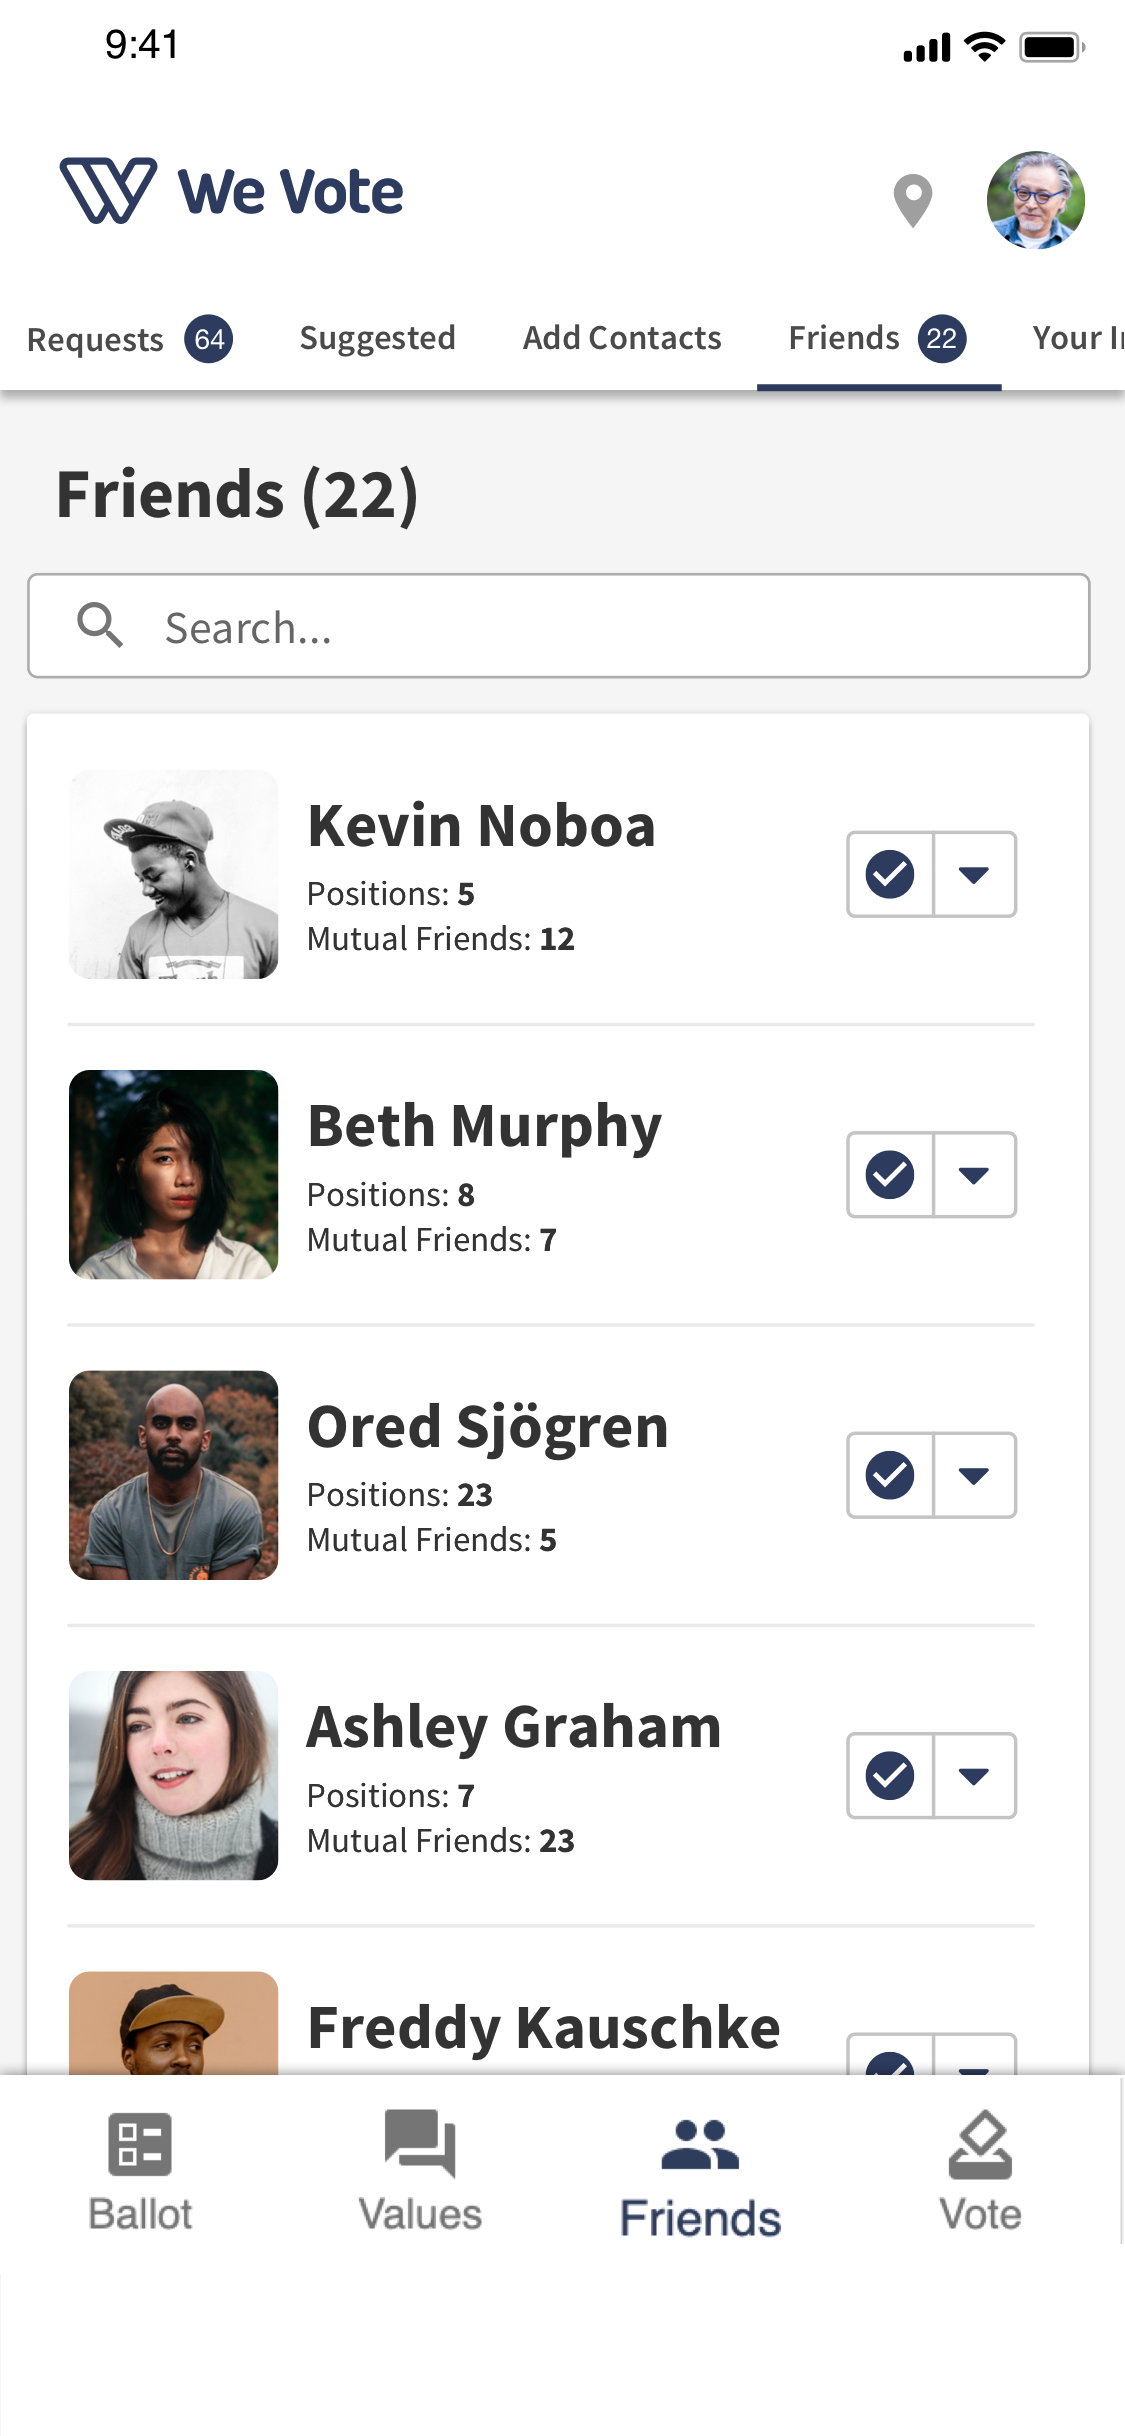 9:41
We Vote
Requests 64 Suggested Add Contacts Friends 22 Your
Friends (22)
Search...
Kevin Noboa
Positions: 5
Mutual Friends: 12
Beth Murphy
Positions: 8
Mutual Friends: 7
Ored Sjögren
Positions: 23
Mutual Friends: 5
Ashley Graham
Positions: 7
Mutual Friends: 23
Freddy Kauschke
Ballot Values Friends Vote